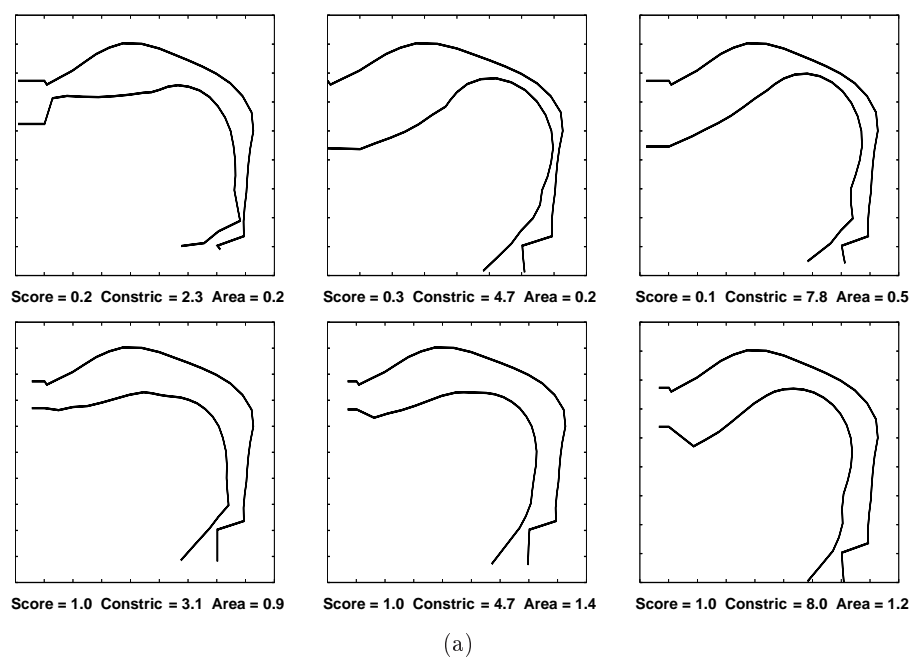 Score = 0.2 Constric = 2.3 Area = 0.2
Score = 0.3 Constric = 4.7 Area = 0.2
Score = 0.1 Constric = 7.8 Area = 0.5
Score = 1.0 Constric = 3.1 Area = 0.9
Score = 1.0 Constric = 4.7 Area = 1.4
Score = 1.0 Constric = 8.0 Area = 1.2
(a)